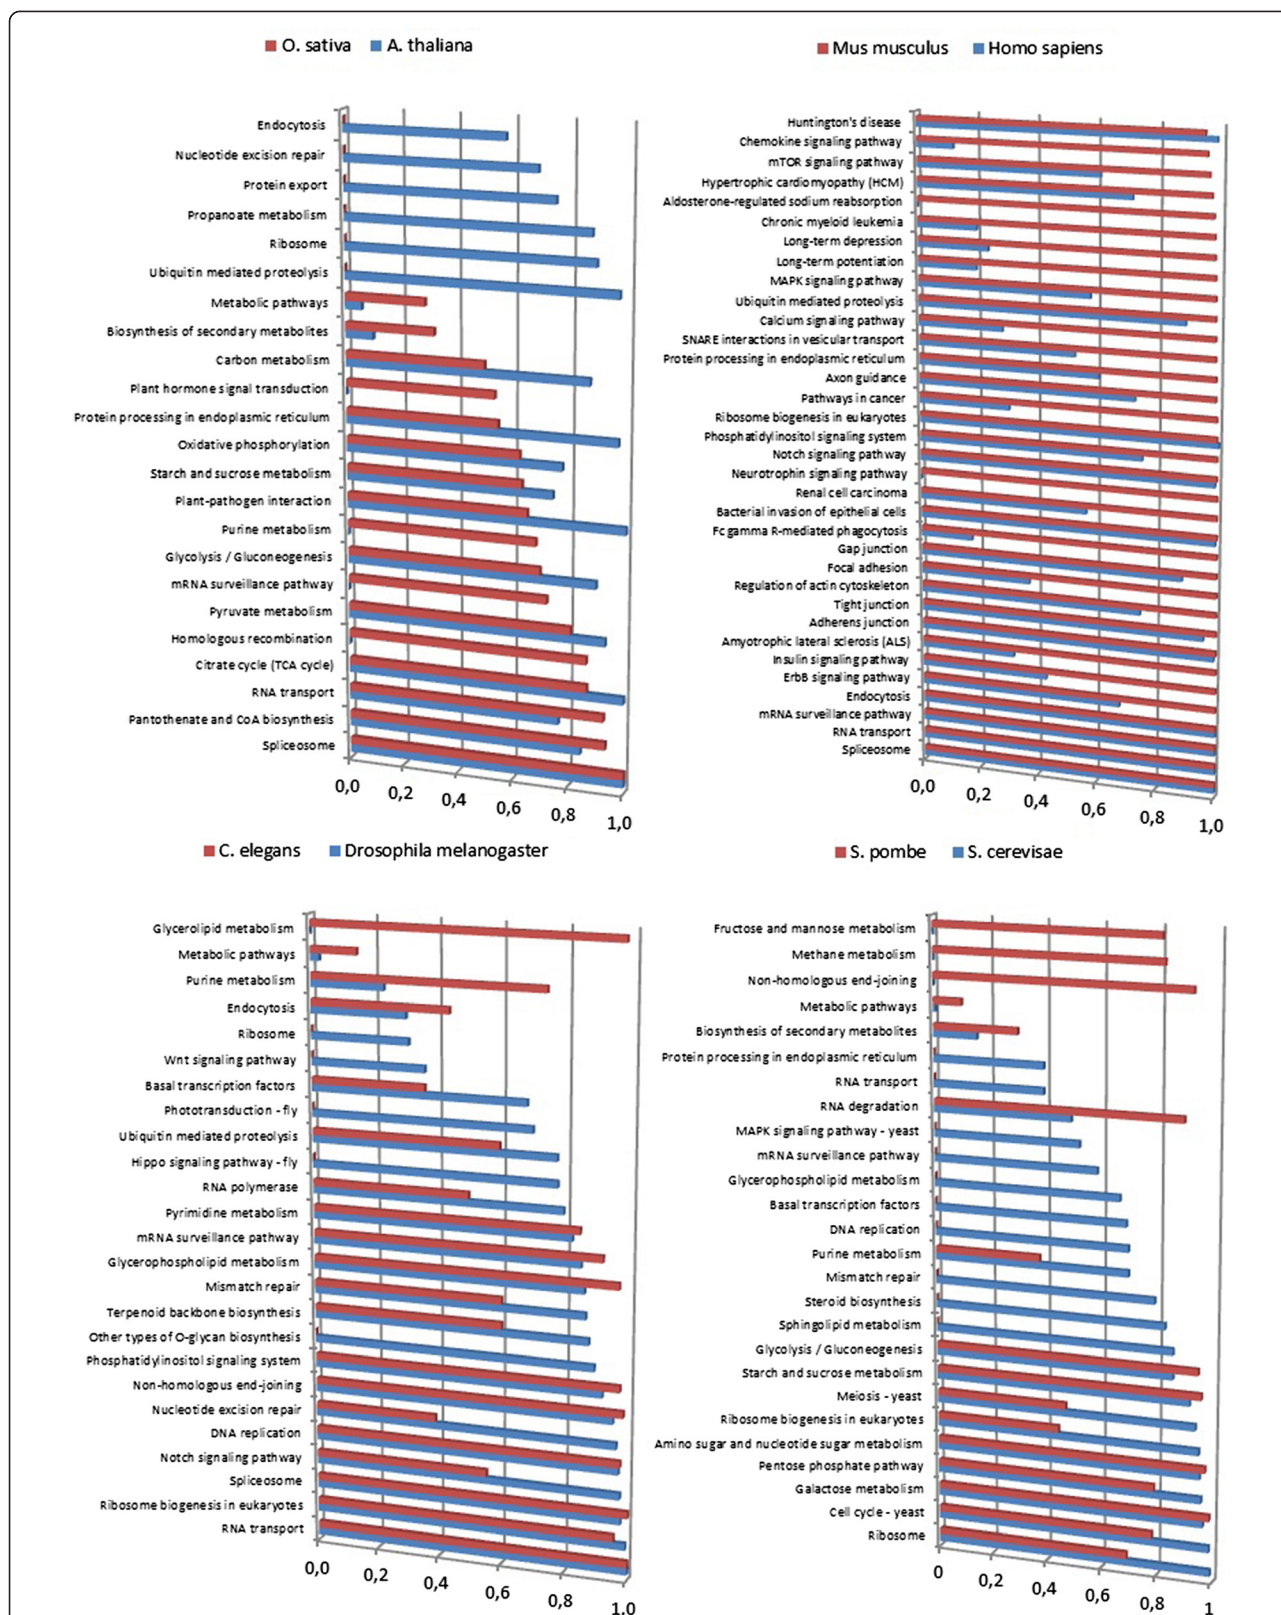 O. sativa A. thaliana
Endocytosis
Nucleotide excision repair
Protein export
Propanoate metabolism
Ribosome
Ubiquitin mediated proteolysis
Metabolic pathways
Biosynthesis of secondary metabolites
Carbon metabolism
Plant hormone signal transduction
Protein processing in endoplasmic reticulum
Oxidative phosphorylation
Starch and sucrose metabolism
Plant-pathogen interaction
Purine metabolism
Glycolysis / Gluconeogenesis
mRNA surveillance pathway
Pyruvate metabolism
Homologous recombination
Citrate cycle (TCA cycle)
RNA transport
Pantothenate and CoA biosynthesis
Spliceosome
0,0 0,2 0,4 0,6 0,8 1,0
Mus musculus Homo sapiens
Huntington's disease
Chemokine signaling pathway
mTOR signaling pathway
Hypertrophic cardiomyopathy (HCM)
Aldosterone-regulated sodium reabsorption
Chronic myeloid leukemia
Long-term depression
Long-term potentiation
MAPK signaling pathway
Ubiquitin mediated proteolysis
Calcium signaling pathway
SNARE interactions in vesicular transport
Protein processing in endoplasmic reticulum
Axon guidance
Pathways in cancer
Ribosome biogenesis in eukaryotes
Phosphatidylinositol signaling system
Notch signaling pathway
Neurotrophin signaling pathway
Renal cell carcinoma
Bacterial invasion of epithelial cells
Fc gamma R-mediated phagocytosis
Gap junction
Focal adhesion
Regulation of actin cytoskeleton
Tight junction
Adherens junction
Amyotrophic lateral sclerosis (ALS)
Insulin signaling pathway
ErbB signaling pathway
Endocytosis
mRNA surveillance pathway
RNA transport
Spliceosome
0,0 0,2 0,4 0,6 0,8 1,0
C. elegans Drosophila melanogaster
Glycerolipid metabolism
Metabolic pathways
Purine metabolism
Endocytosis
Ribosome
Wnt signaling pathway
Basal transcription factors
Phototransduction - fly
Ubiquitin mediated proteolysis
Hippo signaling pathway - fly
RNA polymerase
Pyrimidine metabolism
mRNA surveillance pathway
Glycerophospholipid metabolism
Mismatch repair
Terpenoid backbone biosynthesis
Other types of O-glycan biosynthesis
Phosphatidylinositol signaling system
Non-homologous end-joining
Nucleotide excision repair
DNA replication
Notch signaling pathway
Spliceosome
Ribosome biogenesis in eukaryotes
RNA transport
0,0 0,2 0,4 0,6 0,8 1,0
S. pombe S. cerevisae
Fructose and mannose metabolism
Methane metabolism
Non-homologous end-joining
Metabolic pathways
Biosynthesis of secondary metabolites
Protein processing in endoplasmic reticulum
RNA transport
RNA degradation
MAPK signaling pathway - yeast
mRNA surveillance pathway
Glycerophospholipid metabolism
Basal transcription factors
DNA replication
Purine metabolism
Mismatch repair
Steroid biosynthesis
Sphingolipid metabolism
Glycolysis / Gluconeogenesis
Starch and sucrose metabolism
Meiosis - yeast
Ribosome biogenesis in eukaryotes
Amino sugar and nucleotide sugar metabolism
Pentose phosphate pathway
Galactose metabolism
Cell cycle - yeast
Ribosome
0 0,2 0,4 0,6 0,8 1